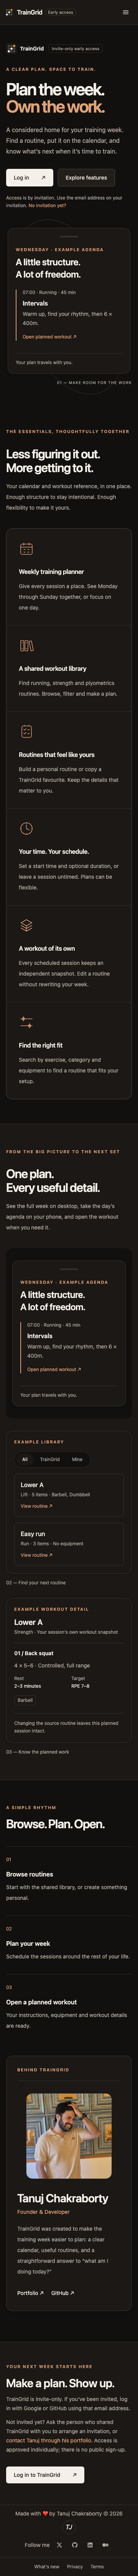 TrainGrid Early access
TrainGrid Invite-only early access
A CLEAR PLAN. SPACE TO TRAIN.
Plan the week.
Own the work.
A considered home for your training week.
Find a routine, put it on the calendar, and
know what's next when it's time to train.
Log in ↗ Explore features
Access is by invitation. Use the email address on your
invitation. No invitation yet?
WEDNESDAY · EXAMPLE AGENDA
A little structure.
A lot of freedom.
07:00 · Running · 45 min
Intervals
Warm up, find your rhythm, then 6 ×
400m.
Open planned workout ↗
Your plan travels with you.
01 — MAKE ROOM FOR THE WORK
THE ESSENTIALS, THOUGHTFULLY TOGETHER
Less figuring it out.
More getting to it.
Your calendar and workout reference, in one place.
Enough structure to stay intentional. Enough
flexibility to make it yours.
Weekly training planner
Give every session a place. See Monday
through Sunday together, or focus on
one day.
A shared workout library
Find running, strength and plyometrics
routines. Browse, filter and make a plan.
Routines that feel like yours
Build a personal routine or copy a
TrainGrid favourite. Keep the details that
matter to you.
Your time. Your schedule.
Set a start time and optional duration, or
leave a session untimed. Plans can be
flexible.
A workout of its own
Every scheduled session keeps an
independent snapshot. Edit a routine
without rewriting your week.
Find the right fit
Search by exercise, category and
equipment to find a routine that fits your
setup.
FROM THE BIG PICTURE TO THE NEXT SET
One plan.
Every useful detail.
See the full week on desktop, take the day's
out on your phone, and open the workout
when you need it.
WEDNESDAY · EXAMPLE AGENDA
A little structure.
A lot of freedom.
07:00 · Running · 45 min
Intervals
Warm up, find your rhythm, then 6 ×
400m.
Open planned workout ↗
Your plan travels with you.
EXAMPLE LIBRARY
All TrainGrid Mine
Lower A
Lift · 5 items · Barbell, Dumbbell
View routine ↗
Easy run
Run · 3 items · No equipment
View routine ↗
02 — Find your next routine
EXAMPLE WORKOUT DETAIL
Lower A
Strength · Your session's own workout snapshot
01 / Back squat
4 × 5–6 · Controlled, full range
Rest Target
2–3 minutes RPE 7–8
Barbell
Changing the source routine leaves this planned
session intact.
03 — Know the planned work
A SIMPLE RHYTHM
Browse. Plan. Open.
01
Browse routines
Start with the shared library, or create something
personal.
02
Plan your week
Schedule the sessions around the rest of your life.
03
Open a planned workout
Your instructions, equipment and workout details
are ready.
BEHIND TRAINGRID
Tanuj Chakraborty
Founder & Developer
TrainGrid was created to make the
training week easier to plan: a clear
calendar, useful routines, and a
straightforward answer to "what am I
doing today?"
Portfolio ↗ GitHub ↗
YOUR NEXT WEEK STARTS HERE
Make a plan. Show up.
TrainGrid is invite-only. If you've been invited, log
in with Google or GitHub using that email address.
Not invited yet? Ask the person who shared
TrainGrid with you to arrange an invitation, or
contact Tanuj through his portfolio. Access is
approved individually; there is no public sign-up.
Log in to TrainGrid ↗
Made with ❤️ by Tanuj Chakraborty © 2026
TJ
Follow me
What's new Privacy Terms